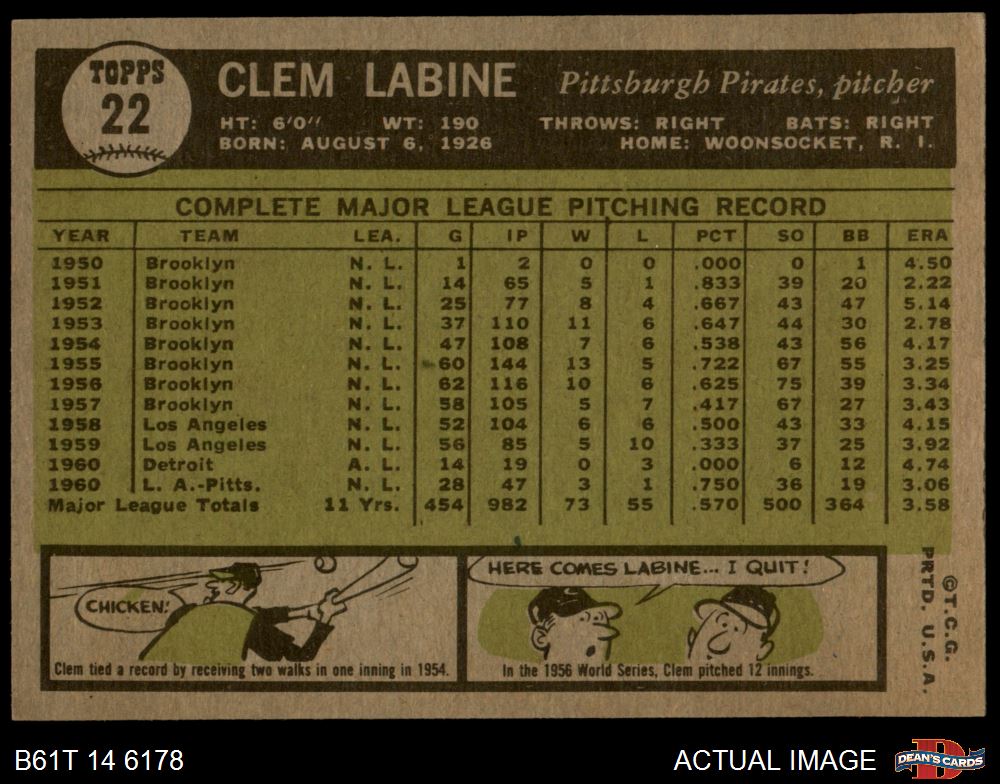 TOPPS
22
CLEM LABINE Pittsburgh Pirates, pitcher
HT: 6'0" WT: 190 THROWS: RIGHT BATS: RIGHT
BORN: AUGUST 6, 1926 HOME: WOONSOCKET, R. I.
COMPLETE MAJOR LEAGUE PITCHING RECORD
YEAR TEAM LEA. G IP W L PCT SO BB ERA
1950 Brooklyn N. L. 1 2 0 0 .000 0 1 4.50
1951 Brooklyn N. L. 14 65 5 1 .833 39 20 2.22
1952 Brooklyn N. L. 25 77 8 4 .667 43 47 5.14
1953 Brooklyn N. L. 37 110 11 6 .647 44 30 2.78
1954 Brooklyn N. L. 47 108 7 6 .538 43 56 4.17
1955 Brooklyn N. L. 60 144 13 5 .722 67 55 3.25
1956 Brooklyn N. L. 62 116 10 6 .625 75 39 3.34
1957 Brooklyn N. L. 58 105 5 7 .417 67 27 3.43
1958 Los Angeles N. L. 52 104 6 6 .500 43 33 4.15
1959 Los Angeles N. L. 56 85 5 10 .333 37 25 3.92
1960 Detroit A. L. 14 19 0 3 .000 6 12 4.74
1960 L. A.-Pitts. N. L. 28 47 3 1 .750 36 19 3.06
Major League Totals 11 Yrs. 454 982 73 55 .570 500 364 3.58
CHICKEN!
Clem tied a record by receiving two walks in one inning in 1954.
HERE COMES LABINE... I QUIT!
In the 1956 World Series, Clem pitched 12 innings.
©T.C.G.
PRTD. U.S.A.
B61T 14 6178
ACTUAL IMAGE
D
DEAN'S CARDS